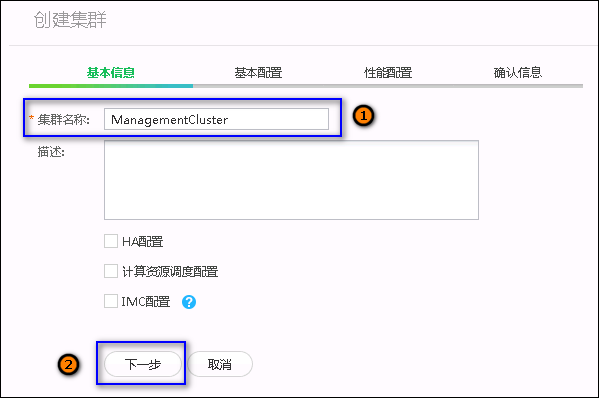 创建集群
基本信息 基本配置 性能配置 确认信息
* 集群名称: ManagementCluster 1
描述:
HA配置
计算资源调度配置
IMC配置 ?
2 下一步 取消